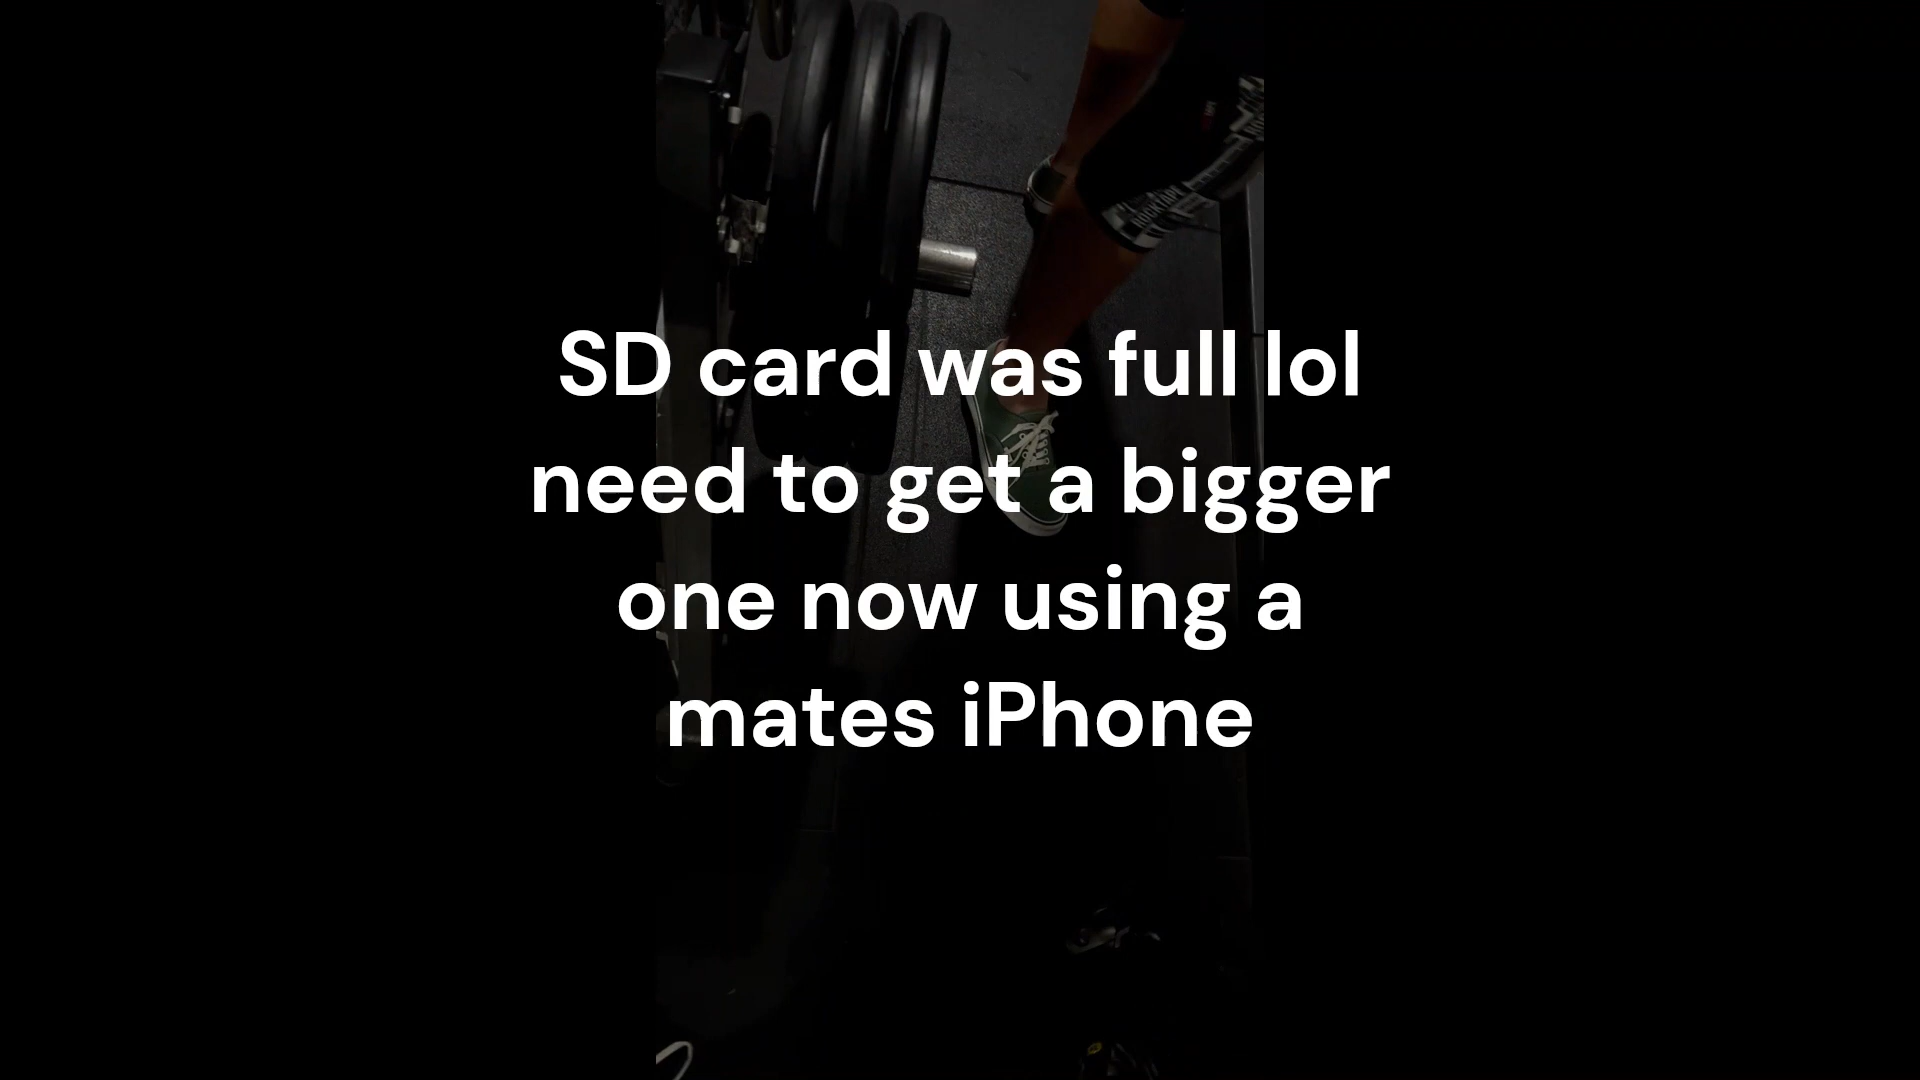 SD card was full lol
need to get a bigger
one now using a
mates iPhone